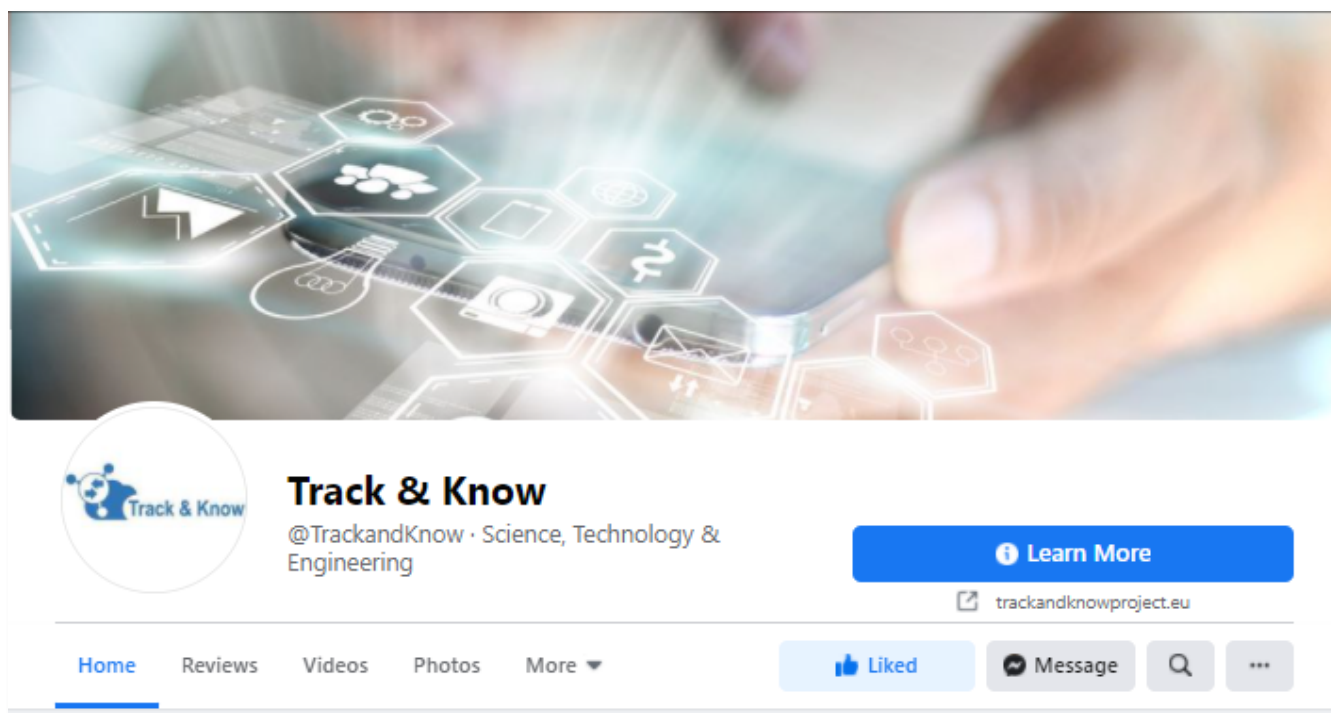 Track & Know
Track & Know
@TrackandKnow · Science, Technology &
Engineering
Learn More
trackandknowproject.eu
Home Reviews Videos Photos More
Liked Message